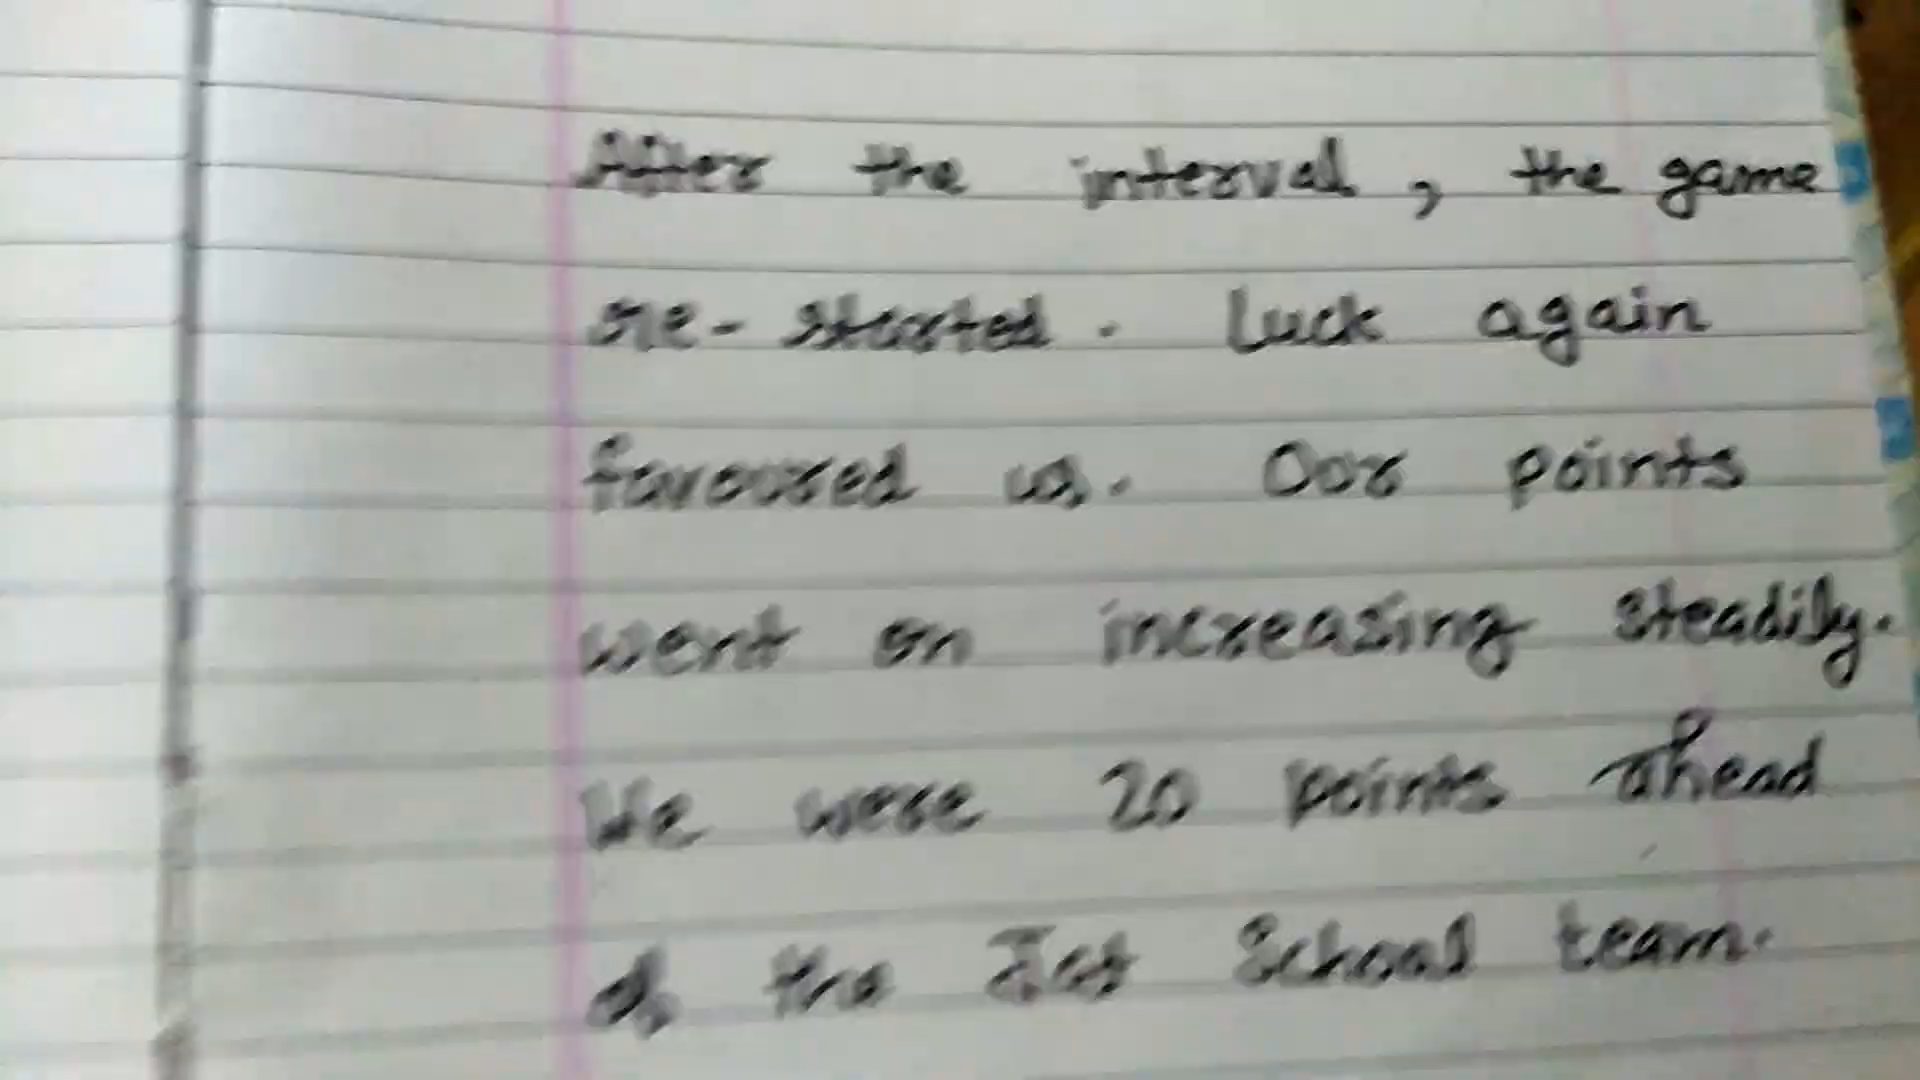 After the interval, the game
re-started. Luck again
favoured us. Our points
went on increasing steadily.
We were 20 points ahead
of the School team.